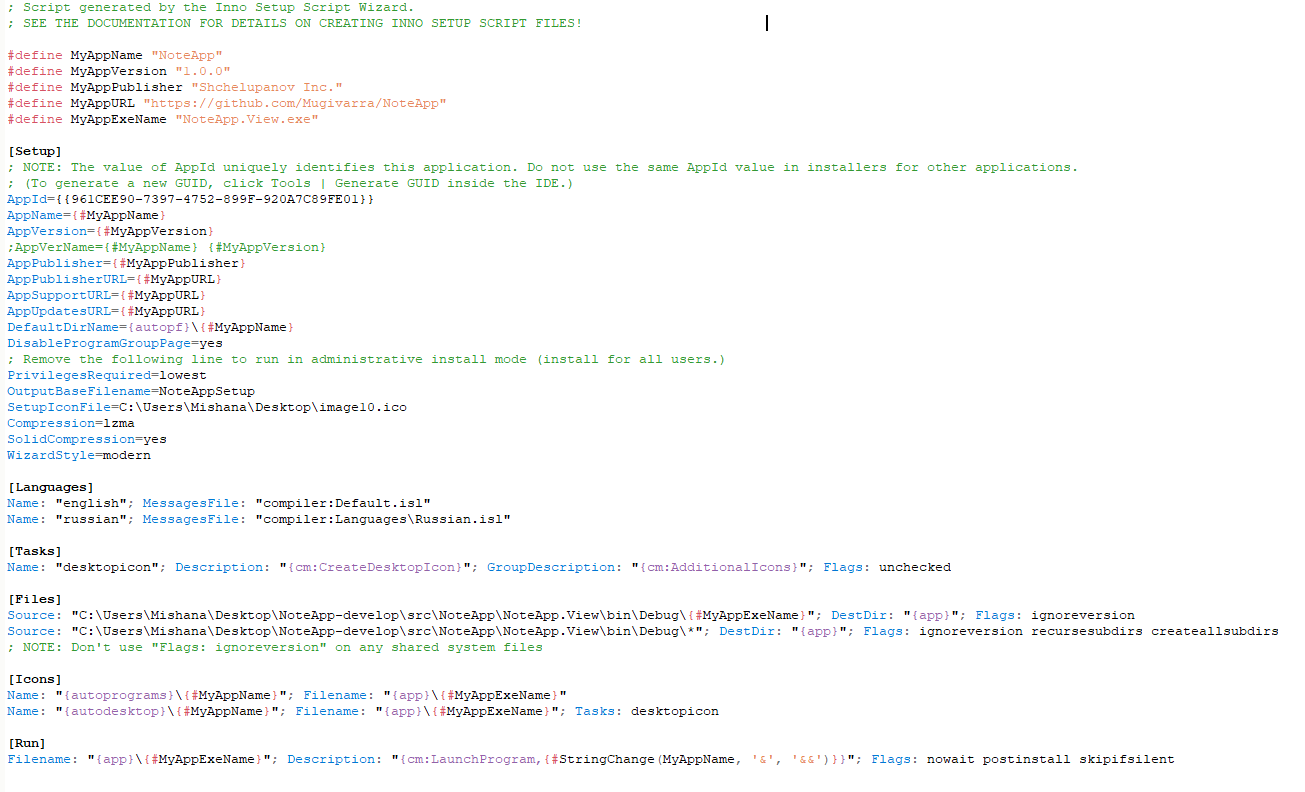 ; Script generated by the Inno Setup Script Wizard.
; SEE THE DOCUMENTATION FOR DETAILS ON CREATING INNO SETUP SCRIPT FILES!
#define MyAppName "NoteApp"
#define MyAppVersion "1.0.0"
#define MyAppPublisher "Shchelupanov Inc."
#define MyAppURL "https://github.com/Mugivarra/NoteApp"
#define MyAppExeName "NoteApp.View.exe"
[Setup]
; NOTE: The value of AppId uniquely identifies this application. Do not use the same AppId value in installers for other applications.
; (To generate a new GUID, click Tools | Generate GUID inside the IDE.)
AppId={{961CEE90-7397-4752-899F-920A7C89FE01}}
AppName={#MyAppName}
AppVersion={#MyAppVersion}
;AppVerName={#MyAppName} {#MyAppVersion}
AppPublisher={#MyAppPublisher}
AppPublisherURL={#MyAppURL}
AppSupportURL={#MyAppURL}
AppUpdatesURL={#MyAppURL}
DefaultDirName={autopf}\{#MyAppName}
DisableProgramGroupPage=yes
; Remove the following line to run in administrative install mode (install for all users.)
PrivilegesRequired=lowest
OutputBaseFilename=NoteAppSetup
SetupIconFile=C:\Users\Mishana\Desktop\image10.ico
Compression=lzma
SolidCompression=yes
WizardStyle=modern
[Languages]
Name: "english"; MessagesFile: "compiler:Default.isl"
Name: "russian"; MessagesFile: "compiler:Languages\Russian.isl"
[Tasks]
Name: "desktopicon"; Description: "{cm:CreateDesktopIcon}"; GroupDescription: "{cm:AdditionalIcons}"; Flags: unchecked
[Files]
Source: "C:\Users\Mishana\Desktop\NoteApp-develop\src\NoteApp\NoteApp.View\bin\Debug\{#MyAppExeName}"; DestDir: "{app}"; Flags: ignoreversion
Source: "C:\Users\Mishana\Desktop\NoteApp-develop\src\NoteApp\NoteApp.View\bin\Debug\*"; DestDir: "{app}"; Flags: ignoreversion recursesubdirs createallsubdirs
; NOTE: Don't use "Flags: ignoreversion" on any shared system files
[Icons]
Name: "{autoprograms}\{#MyAppName}"; Filename: "{app}\{#MyAppExeName}"
Name: "{autodesktop}\{#MyAppName}"; Filename: "{app}\{#MyAppExeName}"; Tasks: desktopicon
[Run]
Filename: "{app}\{#MyAppExeName}"; Description: "{cm:LaunchProgram,{#StringChange(MyAppName, '&', '&&')}}"; Flags: nowait postinstall skipifsilent